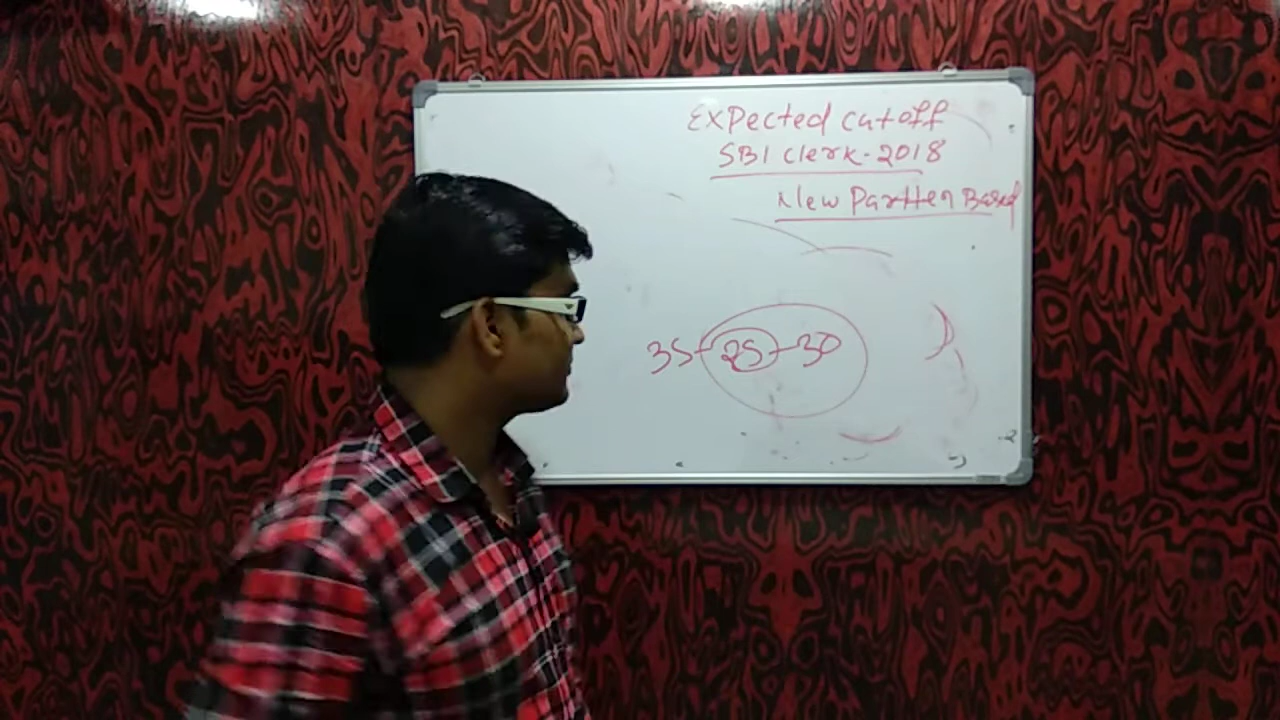 Expected cutoff
SBI Clerk-2018
New Partten Based
35-25-30